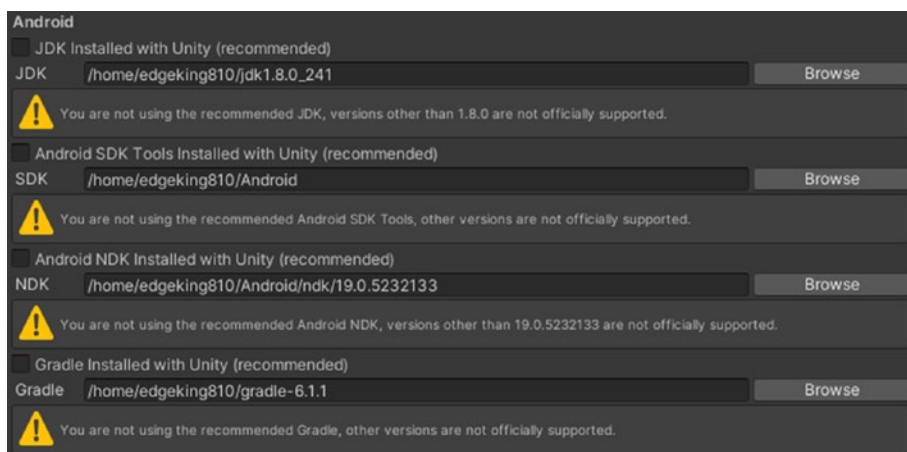 Android
JDK Installed with Unity (recommended)
JDK /home/edgeking810/jdk1.8.0_241 Browse
You are not using the recommended JDK, versions other than 1.8.0 are not officially supported.
Android SDK Tools Installed with Unity (recommended)
SDK /home/edgeking810/Android Browse
You are not using the recommended Android SDK Tools, other versions are not officially supported.
Android NDK Installed with Unity (recommended)
NDK /home/edgeking810/Android/ndk/19.0.5232133 Browse
You are not using the recommended Android NDK, versions other than 19.0.5232133 are not officially supported.
Gradle Installed with Unity (recommended)
Gradle /home/edgeking810/gradle-6.1.1 Browse
You are not using the recommended Gradle, other versions are not officially supported.